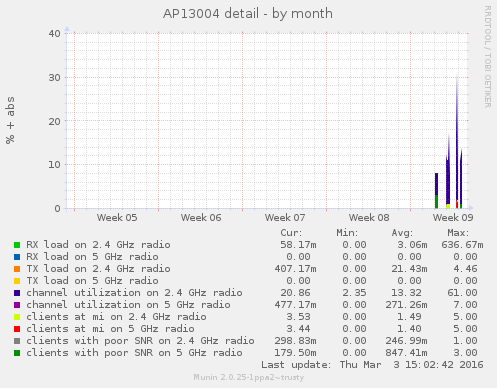 AP13004 detail - by month
RRDTOOL / TOBI OETIKER
% + abs
40
30
20
10
0
Week 05 Week 06 Week 07 Week 08 Week 09
Cur: Min: Avg: Max:
RX load on 2.4 GHz radio 58.17m 0.00 3.06m 636.67m
RX load on 5 GHz radio 0.00 0.00 0.00 0.00
TX load on 2.4 GHz radio 407.17m 0.00 21.43m 4.46
TX load on 5 GHz radio 0.00 0.00 0.00 0.00
channel utilization on 2.4 GHz radio 20.86 2.35 13.32 61.00
channel utilization on 5 GHz radio 477.17m 0.00 271.26m 7.00
clients at mi on 2.4 GHz radio 3.53 0.00 1.49 5.00
clients at mi on 5 GHz radio 3.44 0.00 1.40 5.00
clients with poor SNR on 2.4 GHz radio 298.83m 0.00 246.99m 1.00
clients with poor SNR on 5 GHz radio 179.50m 0.00 847.41m 3.00
Last update: Thu Mar 3 15:02:42 2016
Munin 2.0.25-1ppa2~trusty